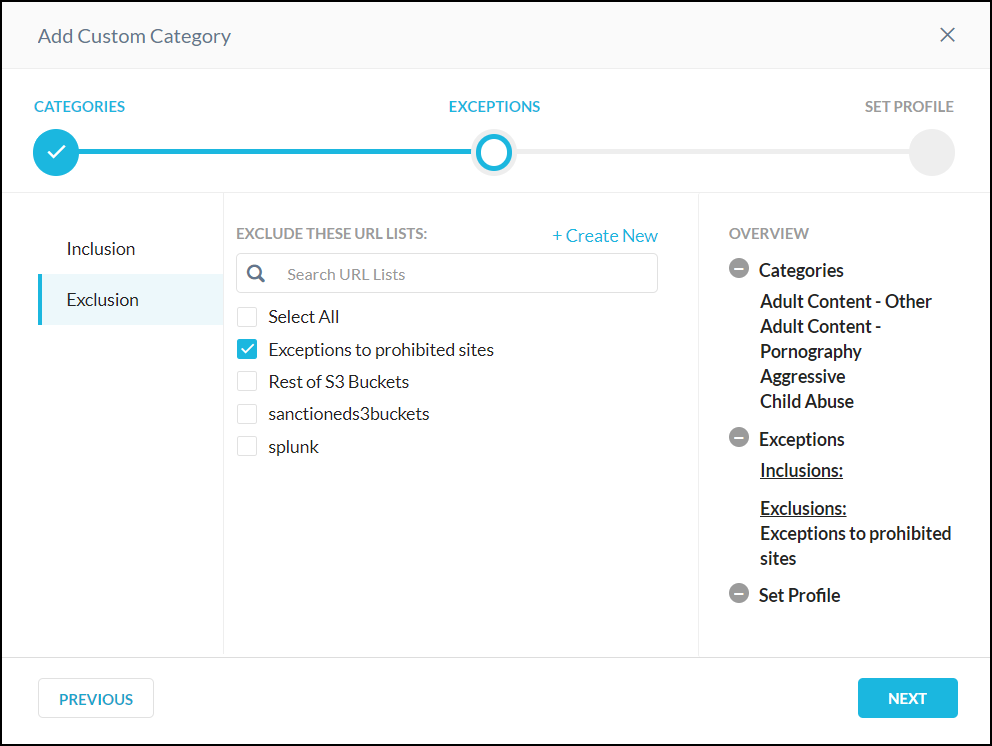 Add Custom Category
CATEGORIES
EXCEPTIONS
SET PROFILE
Inclusion
Exclusion
EXCLUDE THESE URL LISTS:
+ Create New
Search URL Lists
Select All
Exceptions to prohibited sites
Rest of S3 Buckets
sanctioneds3buckets
splunk
OVERVIEW
Categories
Adult Content - Other
Adult Content -
Pornography
Aggressive
Child Abuse
Exceptions
Inclusions:
Exclusions:
Exceptions to prohibited
sites
Set Profile
PREVIOUS
NEXT